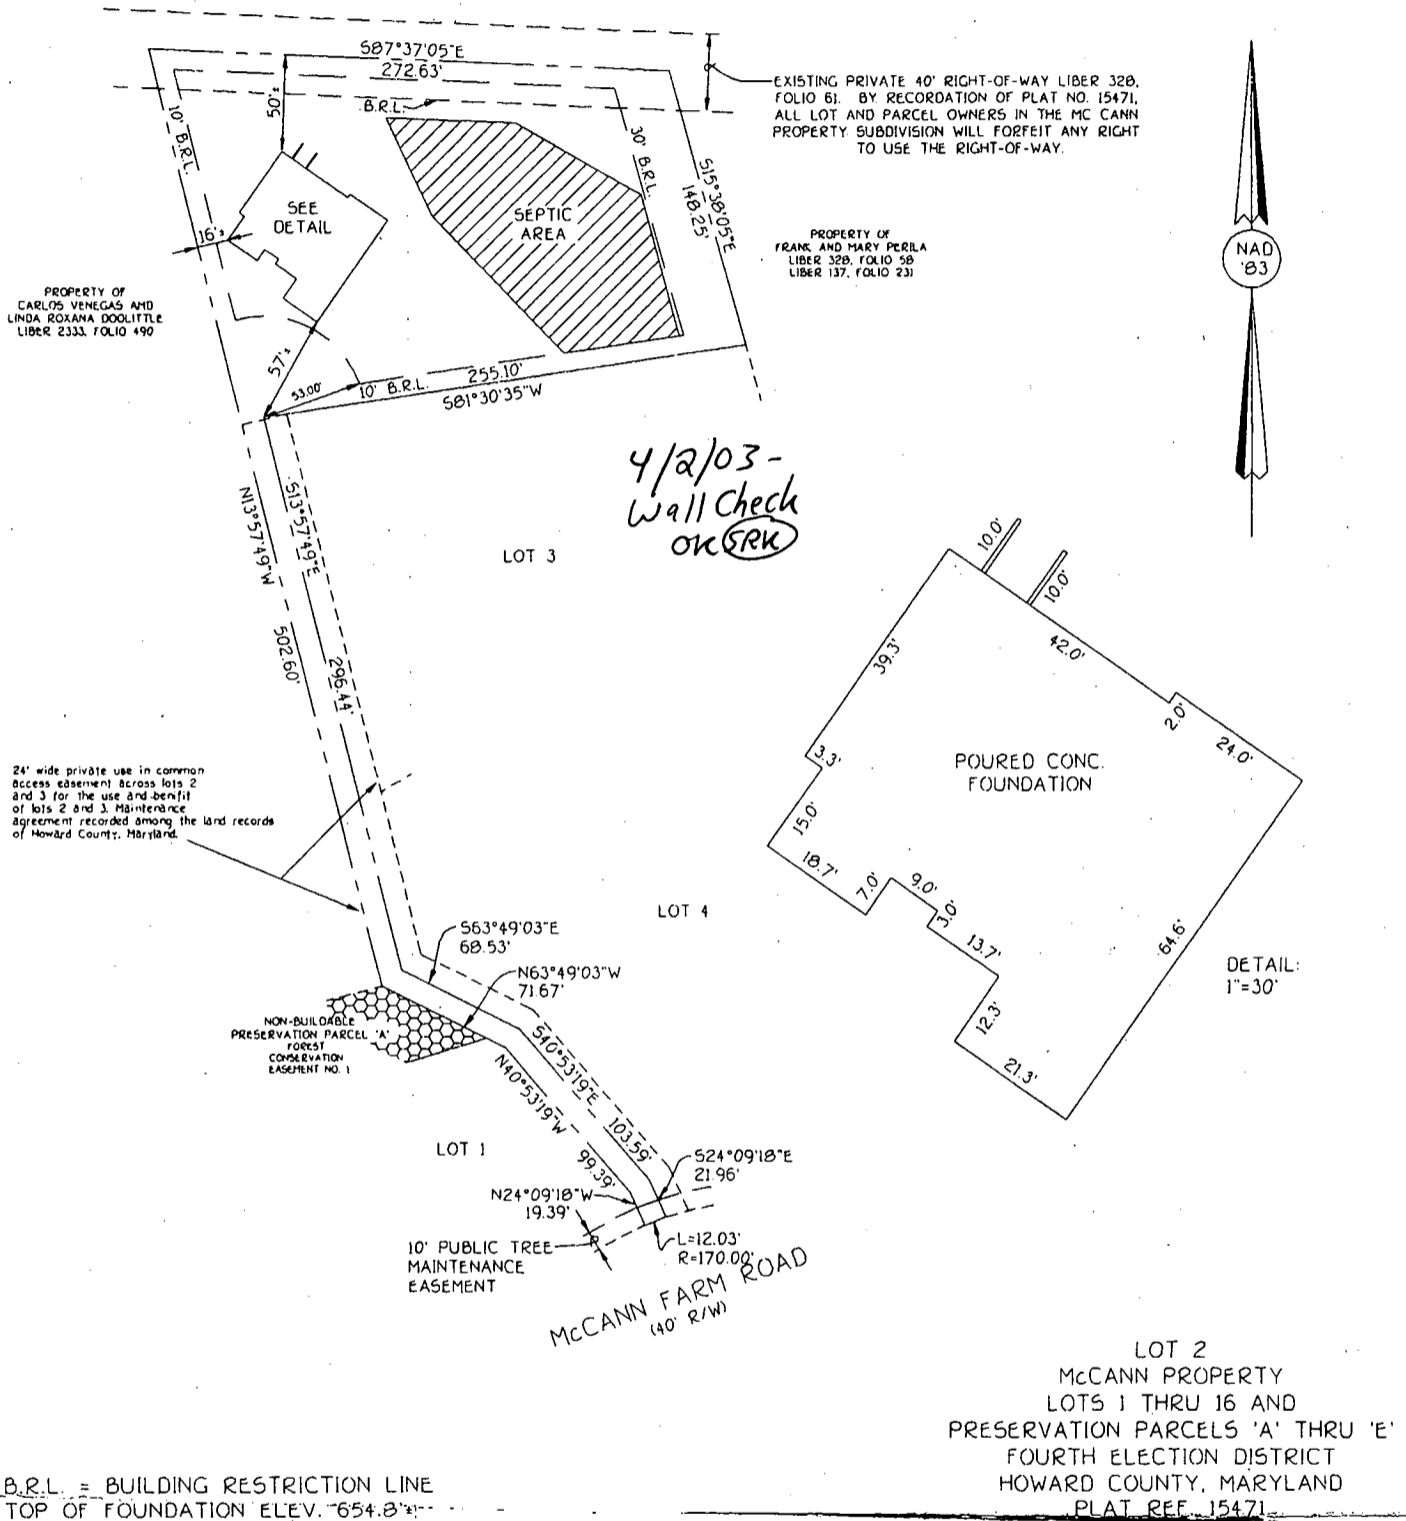 S87°37'05"E
272.63'
B.R.L.
50'±
10' B.R.L.
30' B.R.L.
S15°38'05"E
148.25'
EXISTING PRIVATE 40' RIGHT-OF-WAY LIBER 328,
FOLIO 61. BY RECORDATION OF PLAT NO. 15471,
ALL LOT AND PARCEL OWNERS IN THE MC CANN
PROPERTY SUBDIVISION WILL FORFEIT ANY RIGHT
TO USE THE RIGHT-OF-WAY.
SEE
DETAIL
SEPTIC
AREA
16'±
PROPERTY OF
FRANK AND MARY PERILA
LIBER 328, FOLIO 58
LIBER 137, FOLIO 231
NAD
'83
PROPERTY OF
CARLOS VENEGAS AND
LINDA ROXANA DOOLITTLE
LIBER 2333, FOLIO 490
57'±
53.00'
10' B.R.L.
255.10'
S81°30'35"W
4/2/03-
Wall Check
OK SRK
N13°57'49"W
502.60'
S13°57'49"E
296.44'
LOT 3
10.0'
10.0'
42.0'
39.3'
2.0'
24.0'
3.3'
POURED CONC.
FOUNDATION
15.0'
18.7'
7.0'
9.0'
3.0'
13.7'
64.6'
12.3'
21.3'
DETAIL:
1"=30'
24' wide private use in common
access easement across lots 2
and 3 for the use and benifit
of lots 2 and 3. Maintenance
agreement recorded among the land records
of Howard County, Maryland.
LOT 4
S63°49'03"E
68.53'
N63°49'03"W
71.67'
NON-BUILDABLE
PRESERVATION PARCEL 'A'
FOREST
CONSERVATION
EASEMENT NO. 1
S40°53'19"E
103.59'
N40°53'19"W
99.39'
LOT 1
S24°09'18"E
21.96'
N24°09'18"W
19.39'
10' PUBLIC TREE
MAINTENANCE
EASEMENT
L=12.03'
R=170.00'
McCANN FARM ROAD
(40' R/W)
LOT 2
McCANN PROPERTY
LOTS 1 THRU 16 AND
PRESERVATION PARCELS 'A' THRU 'E'
FOURTH ELECTION DISTRICT
HOWARD COUNTY, MARYLAND
PLAT REF. 15471
B.R.L. = BUILDING RESTRICTION LINE
TOP OF FOUNDATION ELEV. 654.8'±